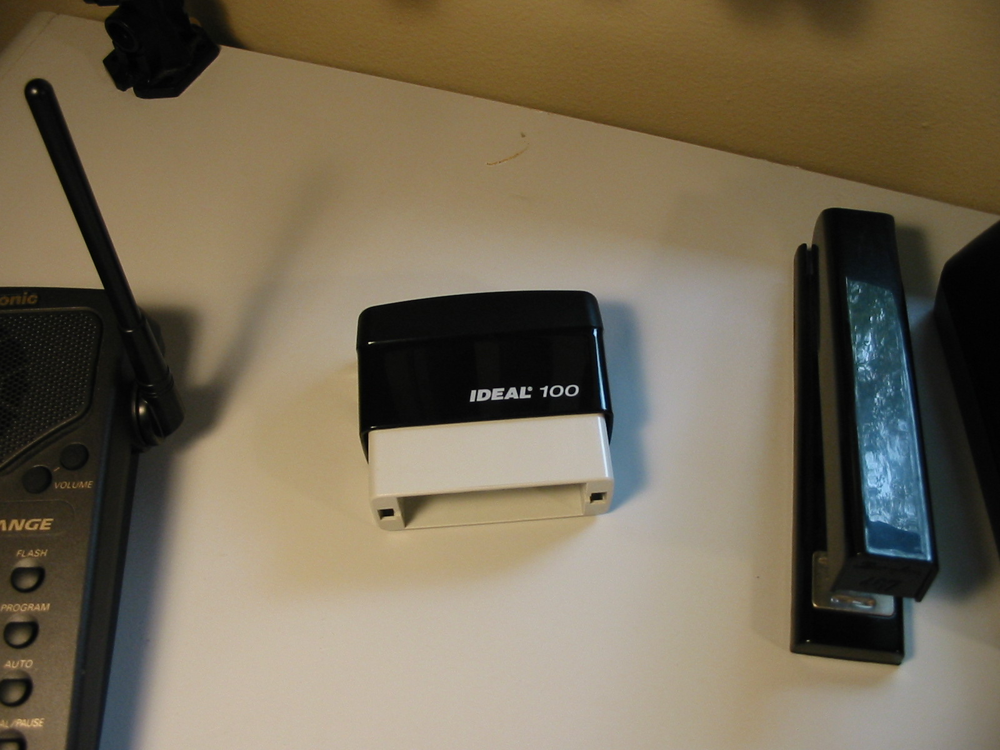 onic
VOLUME
ANGE
FLASH
PROGRAM
AUTO
AL/PAUSE
IDEAL® 100